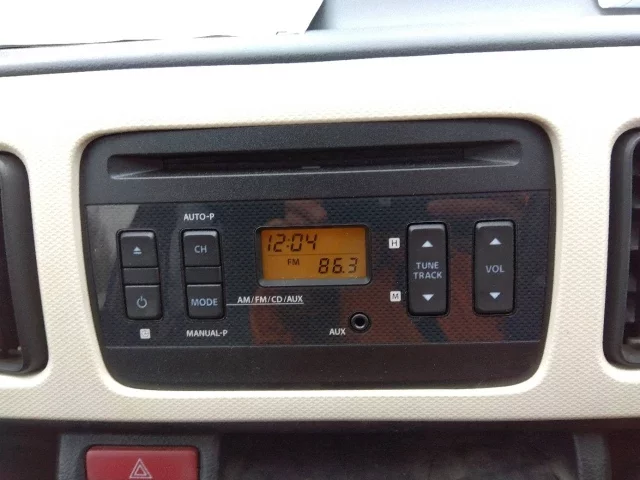 AUTO-P
CH
12:04
FM 86.3
H
TUNE
TRACK
VOL
MODE
AM/FM/CD/AUX
M
C
MANUAL-P
AUX